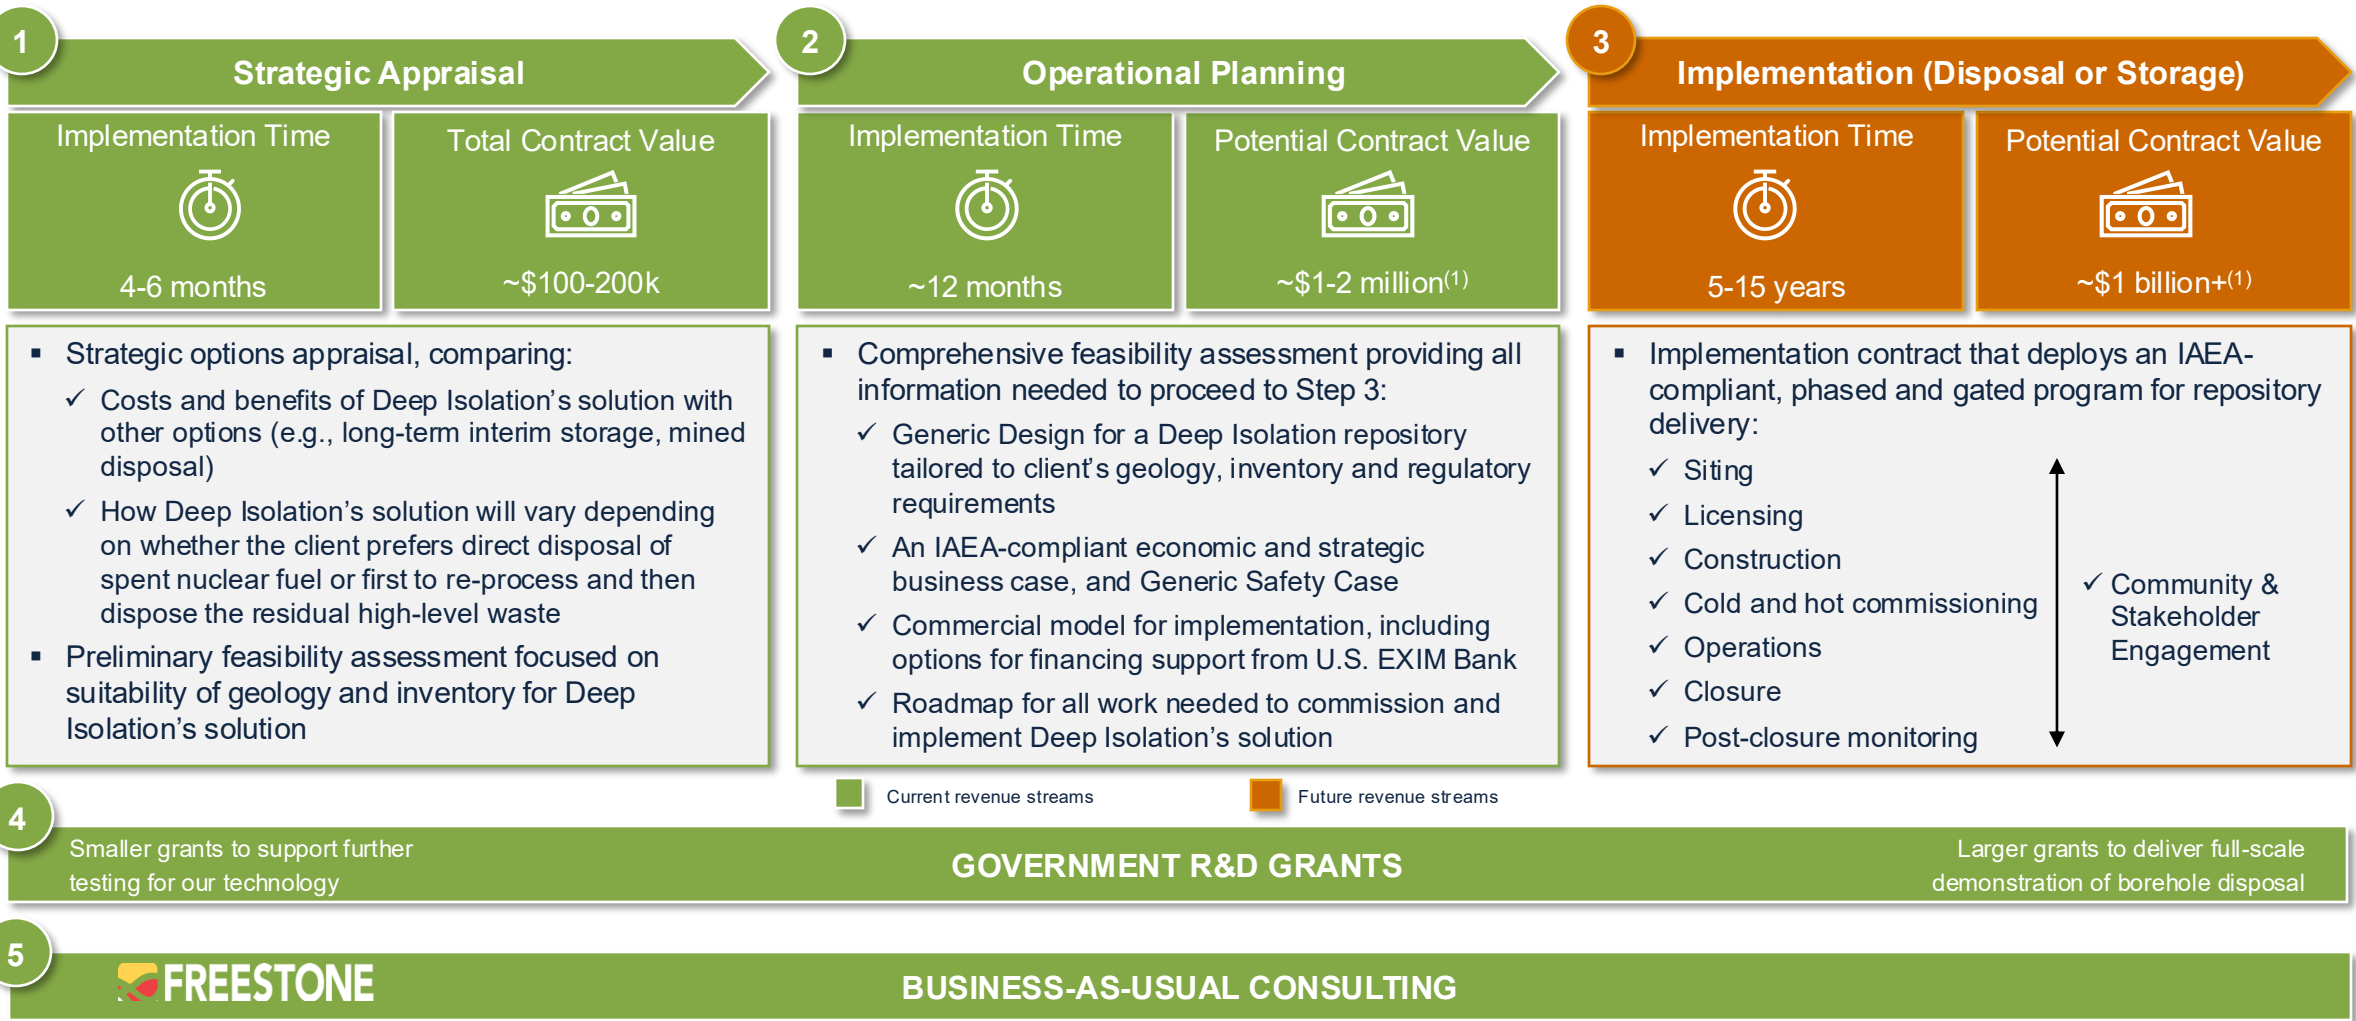 1
Strategic Appraisal
Implementation Time
4-6 months
Total Contract Value
~$100-200k
▪ Strategic options appraisal, comparing:
✓ Costs and benefits of Deep Isolation’s solution with
other options (e.g., long-term interim storage, mined
disposal)
✓ How Deep Isolation’s solution will vary depending
on whether the client prefers direct disposal of
spent nuclear fuel or first to re-process and then
dispose the residual high-level waste
▪ Preliminary feasibility assessment focused on
suitability of geology and inventory for Deep
Isolation’s solution
2
Operational Planning
Implementation Time
~12 months
Potential Contract Value
~$1-2 million(1)
▪ Comprehensive feasibility assessment providing all
information needed to proceed to Step 3:
✓ Generic Design for a Deep Isolation repository
tailored to client’s geology, inventory and regulatory
requirements
✓ An IAEA-compliant economic and strategic
business case, and Generic Safety Case
✓ Commercial model for implementation, including
options for financing support from U.S. EXIM Bank
✓ Roadmap for all work needed to commission and
implement Deep Isolation’s solution
3
Implementation (Disposal or Storage)
Implementation Time
5-15 years
Potential Contract Value
~$1 billion+(1)
▪ Implementation contract that deploys an IAEA-
compliant, phased and gated program for repository
delivery:
✓ Siting
✓ Licensing
✓ Construction
✓ Cold and hot commissioning
✓ Operations
✓ Closure
✓ Post-closure monitoring
✓ Community &
Stakeholder
Engagement
Current revenue streams
Future revenue streams
4
Smaller grants to support further
testing for our technology
GOVERNMENT R&D GRANTS
Larger grants to deliver full-scale
demonstration of borehole disposal
5
FREESTONE
BUSINESS-AS-USUAL CONSULTING